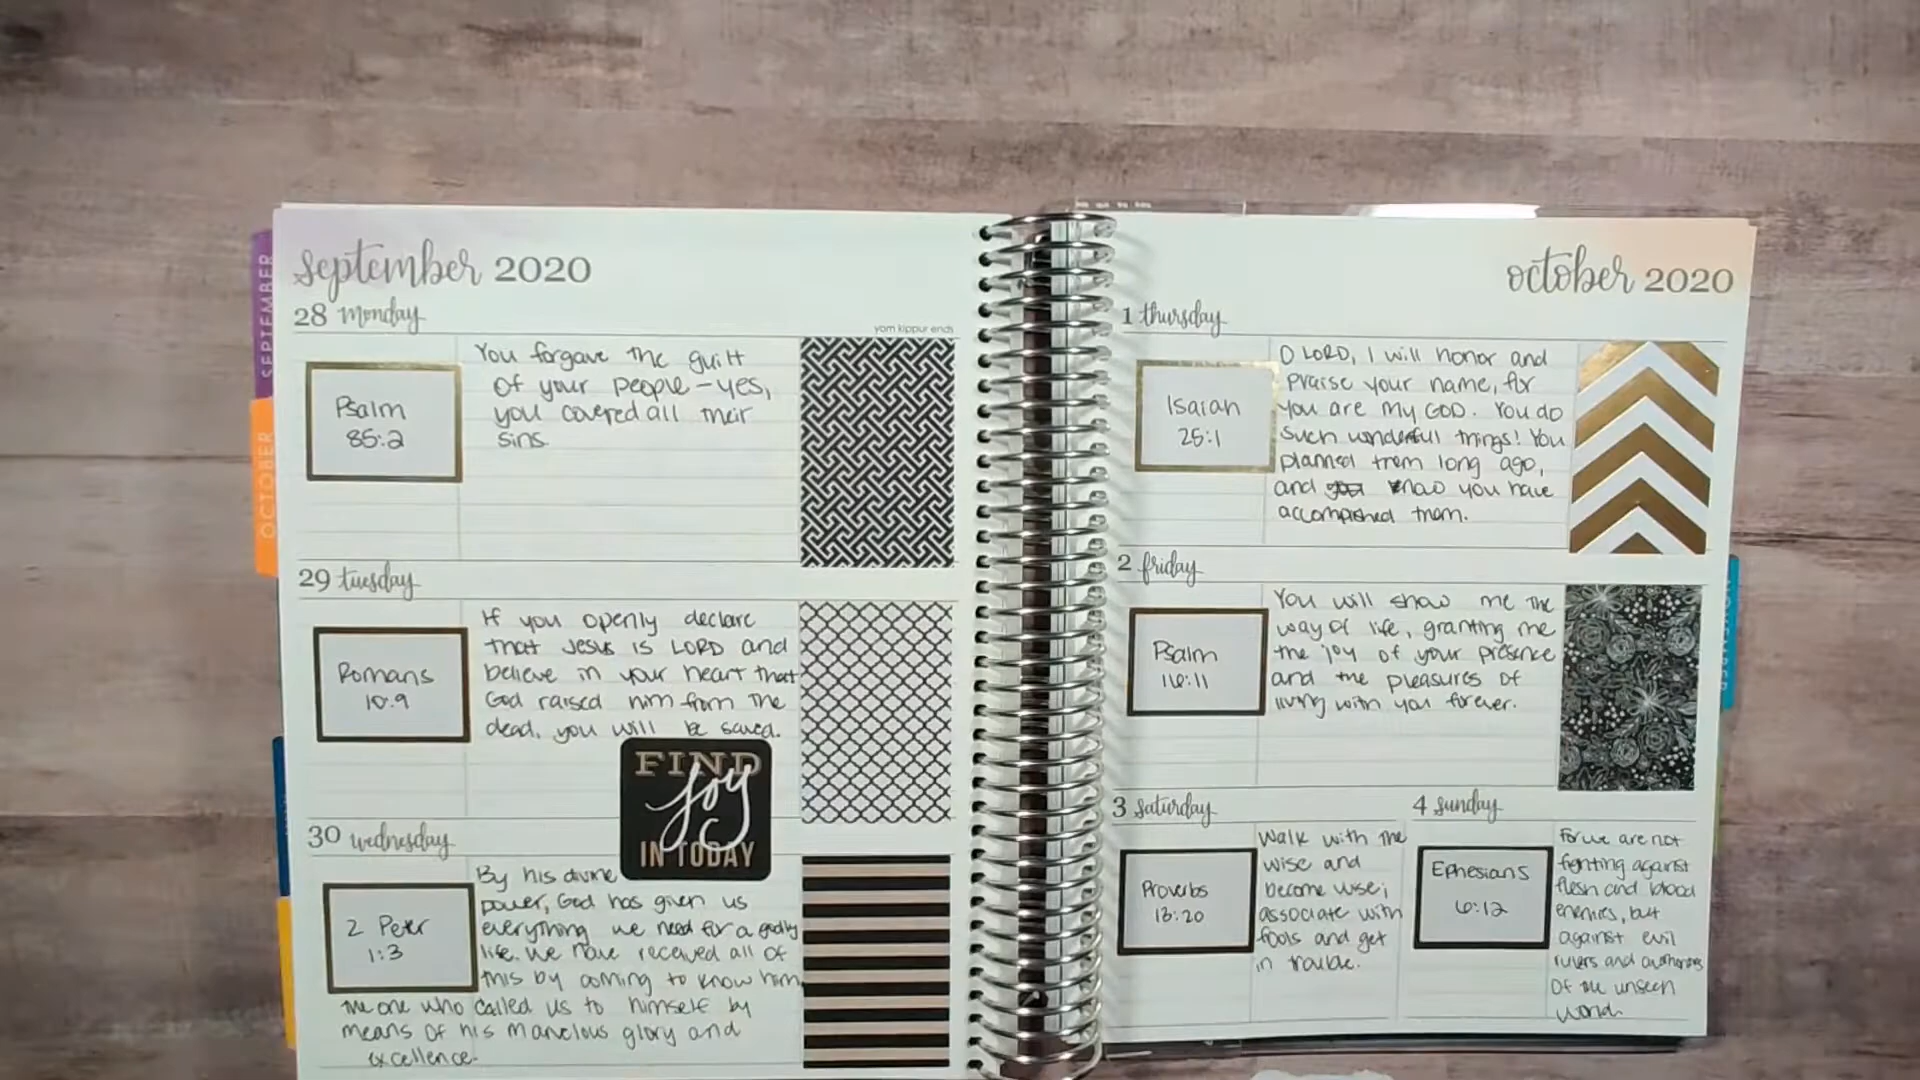 september 2020
28 monday
yom kippur ends
Psalm
85:2
You forgave the guilt
of your people – yes,
you covered all their
sins.
SEPTEMBER
OCTOBER
29 tuesday
Romans
10:9
If you openly declare
that Jesus is LORD and
believe in your heart that
God raised him from the
dead, you will be saved.
FIND
joy
IN TODAY
30 wednesday
2 Peter
1:3
By his divine
power, God has given us
everything we need for a godly
life. We have received all of
this by coming to know him,
the one who called us to himself by
means of his marvelous glory and
excellence.
october 2020
1 thursday
Isaiah
25:1
O LORD, I will honor and
praise your name, for
you are my GOD. You do
such wonderful things! You
planned them long ago,
and now you have
accomplished them.
2 friday
Psalm
16:11
You will show me the
way of life, granting me
the joy of your presence
and the pleasures of
living with you forever.
3 saturday
Proverbs
13:20
Walk with the
wise and
become wise;
associate with
fools and get
in trouble.
4 sunday
Ephesians
6:12
For we are not
fighting against
flesh and blood
enemies, but
against evil
rulers and authorities
of the unseen
world.